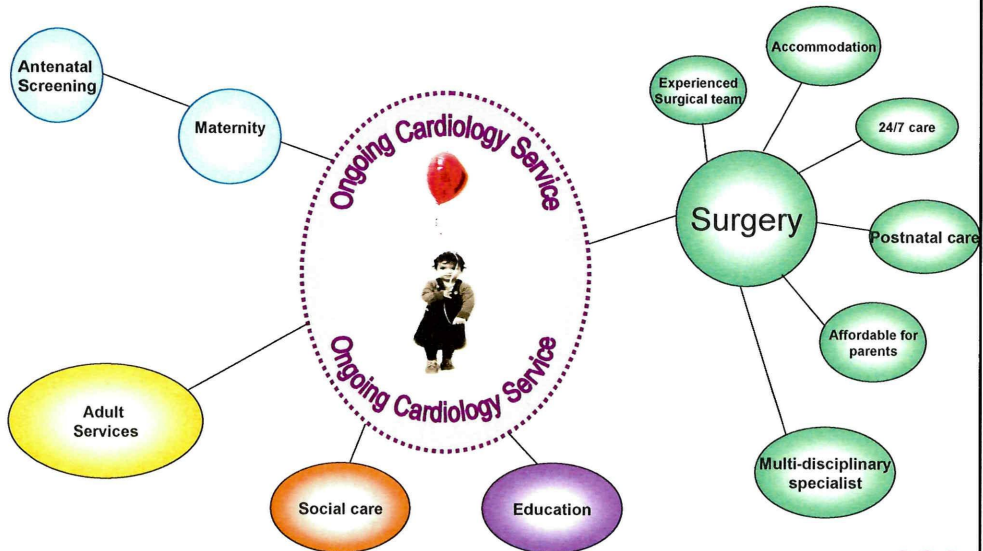 Antenatal
Screening
Maternity
Ongoing Cardiology Service
Ongoing Cardiology Service
Adult
Services
Social care
Education
Surgery
Experienced
Surgical team
Accommodation
24/7 care
Postnatal care
Affordable for
parents
Multi-disciplinary
specialist